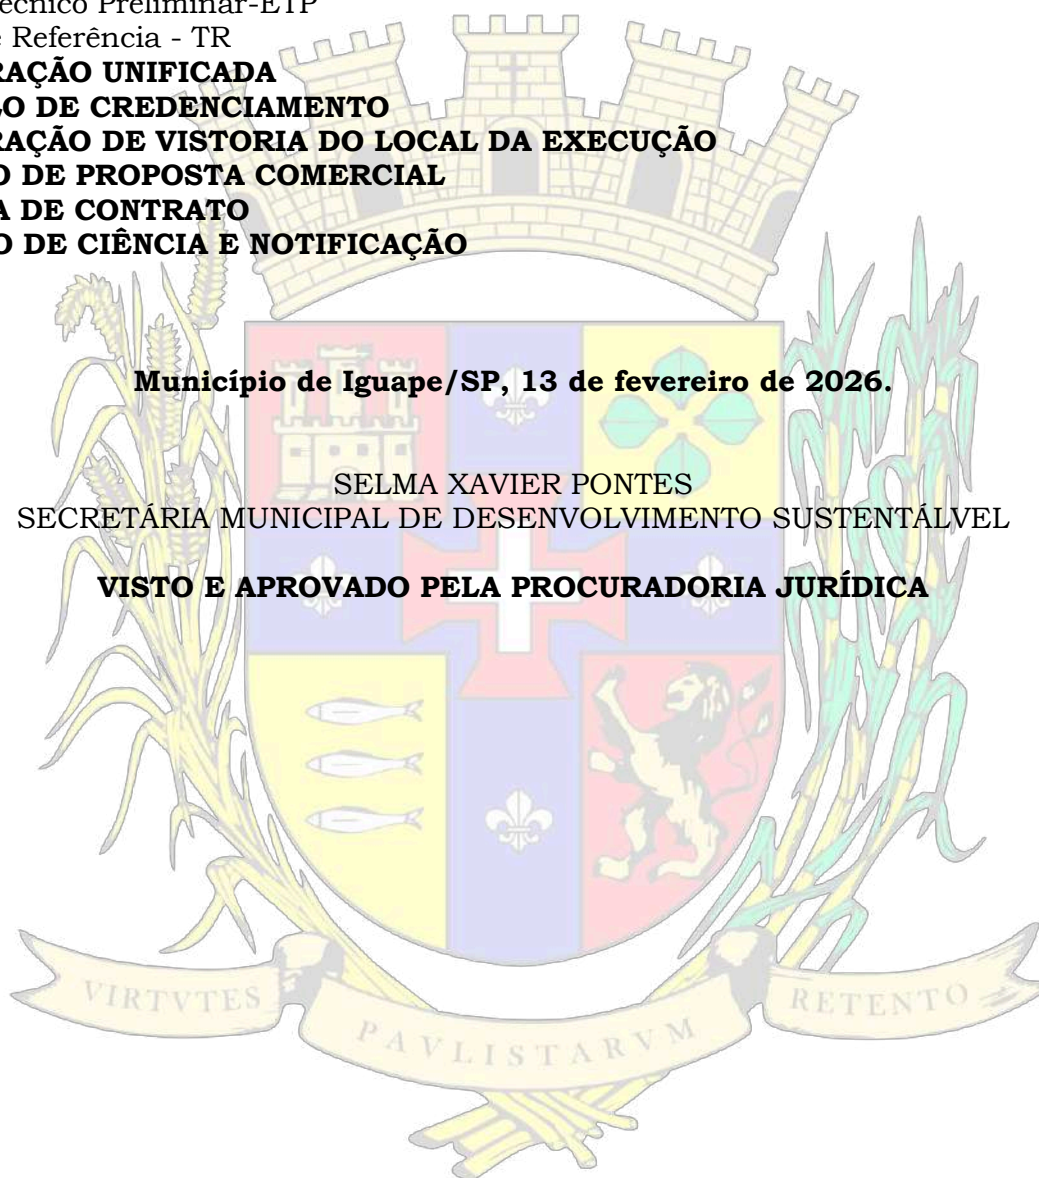 écnico Preliminar-ETP
e Referência - TR
RAÇÃO UNIFICADA
LO DE CREDENCIAMENTO
RAÇÃO DE VISTORIA DO LOCAL DA EXECUÇÃO
O DE PROPOSTA COMERCIAL
A DE CONTRATO
O DE CIÊNCIA E NOTIFICAÇÃO
Município de Iguape/SP, 13 de fevereiro de 2026.
SELMA XAVIER PONTES
SECRETÁRIA MUNICIPAL DE DESENVOLVIMENTO SUSTENTÁLVEL
VISTO E APROVADO PELA PROCURADORIA JURÍDICA
VIRTVTES PAVLISTARVM RETENTO